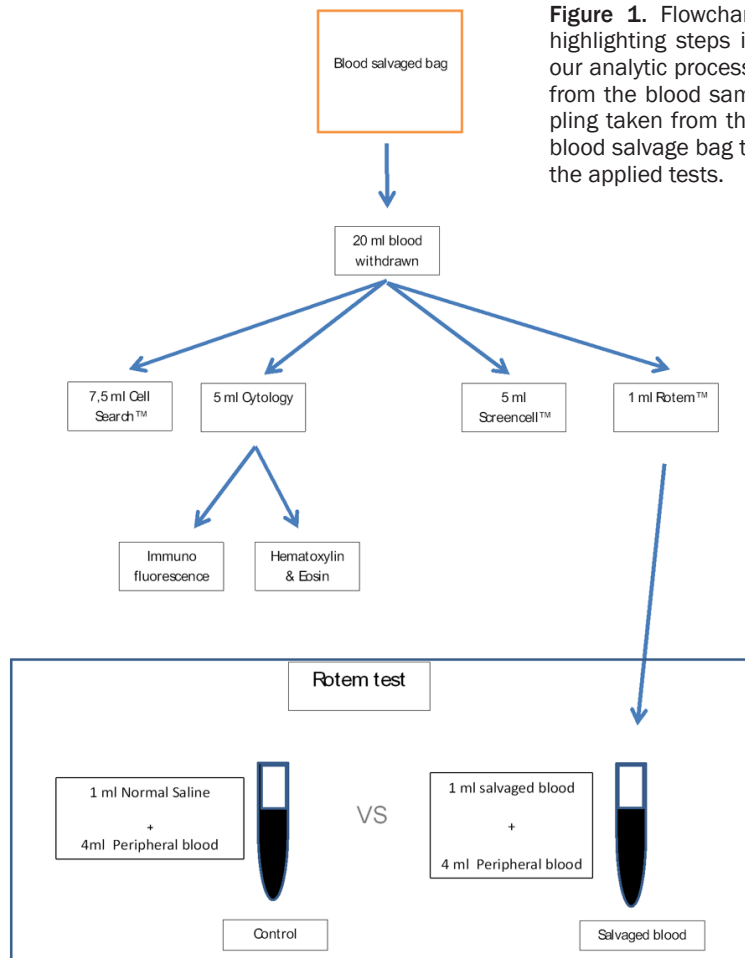 Figure 1. Flowchar
highlighting steps i
our analytic process
from the blood sam-
pling taken from th
blood salvage bag t
the applied tests.
Blood salvaged bag
20 ml blood
withdrawn
7,5 ml Cell
Search™
5 ml Cytology
5 ml
Screencell™
1 ml Rotem™
Immuno
fluorescence
Hematoxylin
& Eosin
Rotem test
1 ml Normal Saline
+
4ml Peripheral blood
VS
1 ml salvaged blood
+
4 ml Peripheral blood
Control
Salvaged blood